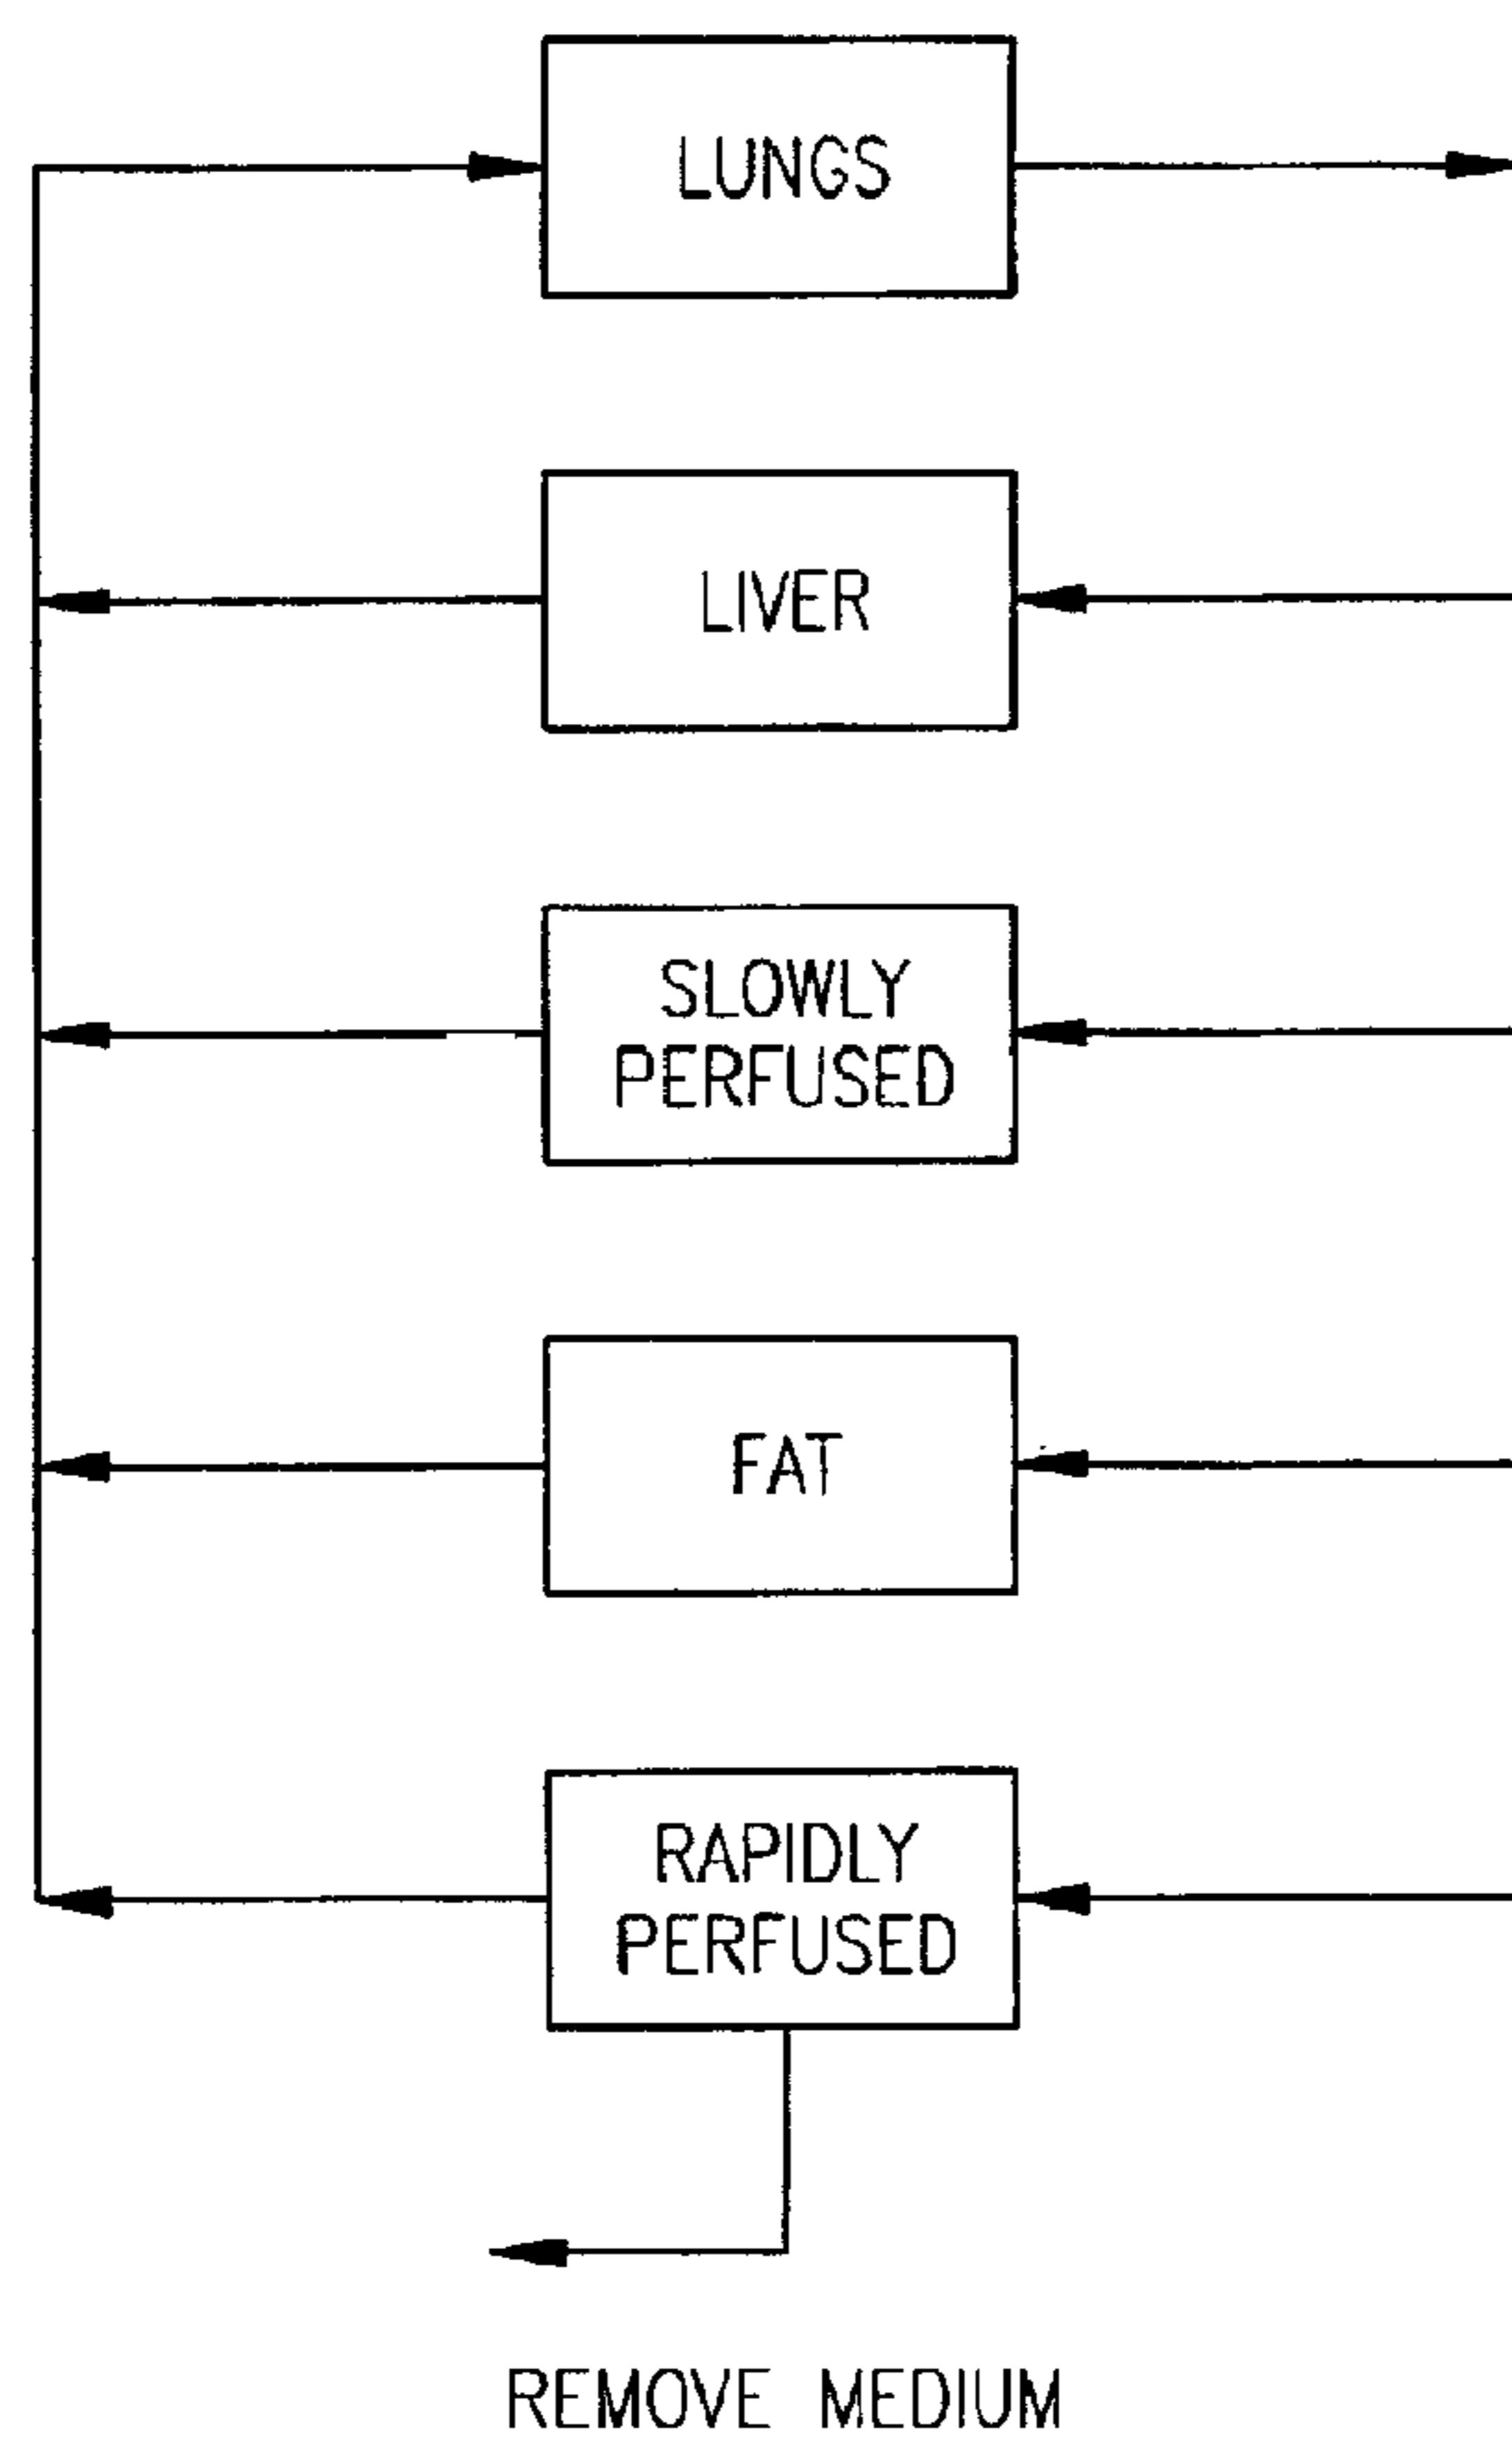 LUNGS
LIVER
SLOWLY
PERFUSED
FAT
RAPIDLY
PERFUSED
REMOVE MEDIUM